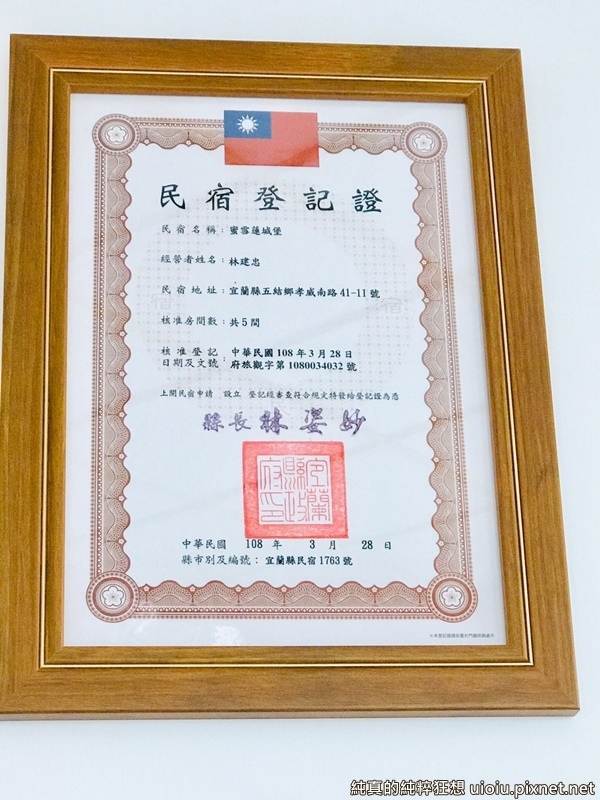 民宿登記證
民宿名稱：蜜雪蓮城堡
經營者姓名：林建忠
民宿地址：宜蘭縣五結鄉孝威南路41-11號
核准房間數：共5間
核准登記
日期及文號：中華民國108年3月28日
府旅觀字第1080034032號
上開民宿申請 設立 登記經審查符合規定特發給登記證為憑
縣長林姿妙
宜蘭縣政府印
中華民國 108 年 3 月 28 日
縣市別及編號：宜蘭縣民宿1763號
純真的純粹狂想 uioiu.pixnet.net